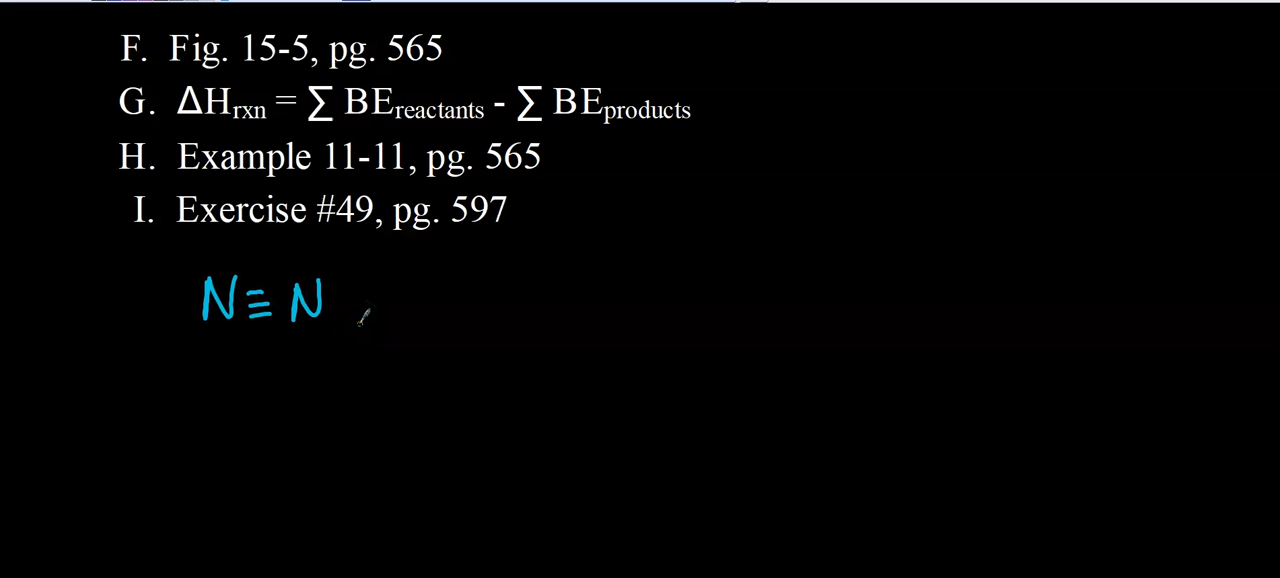 F. Fig. 15-5, pg. 565
G. ΔHrxn = ∑ BEreactants - ∑ BEproducts
H. Example 11-11, pg. 565
I. Exercise #49, pg. 597
N≡N